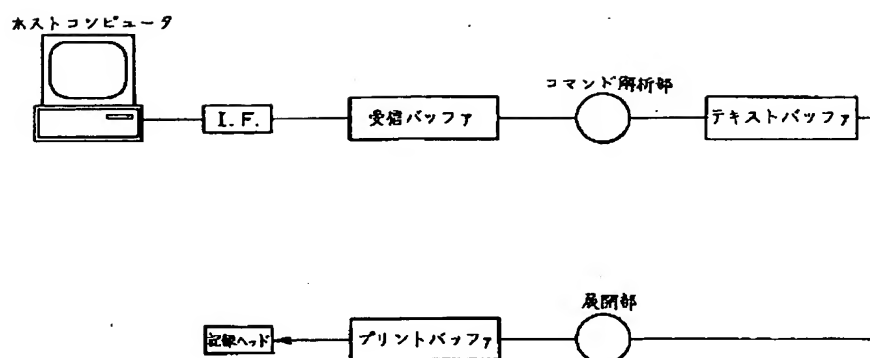 ホストコンピュータ
I.F.
受信バッファ
コマンド解析部
テキストバッファ
展開部
プリントバッファ
記録ヘッド